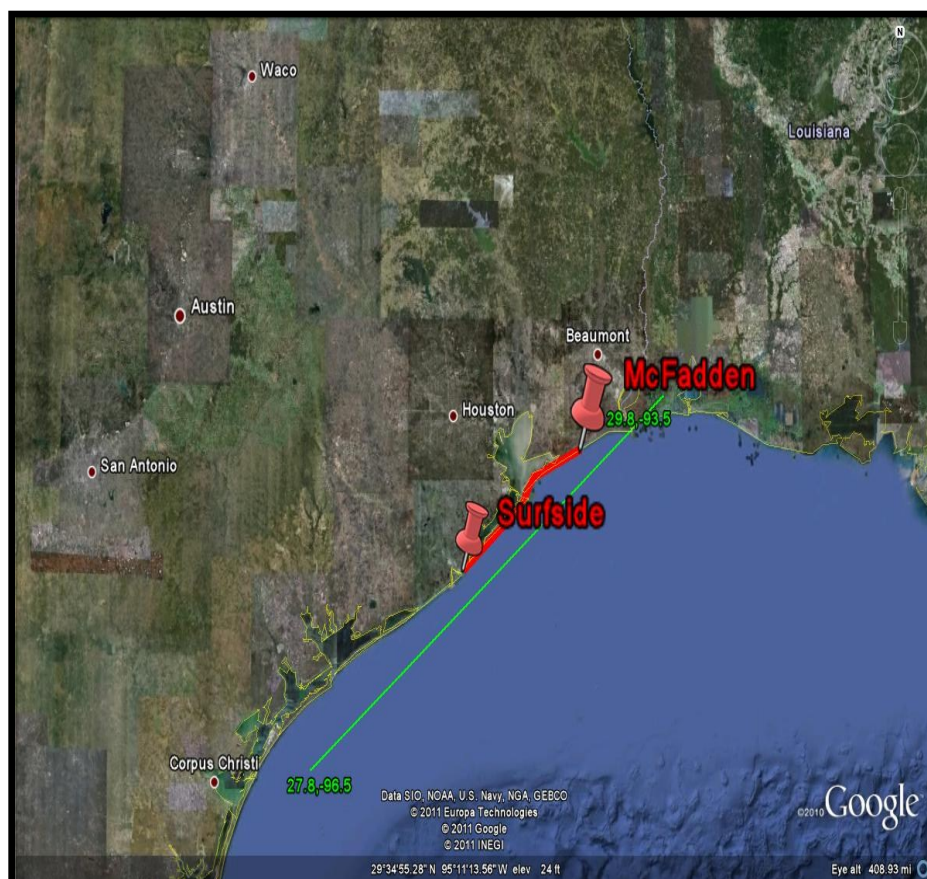 N
Waco
Louisiana
Austin
Beaumont
McFadden
29.8,-93.5
Houston
San Antonio
Surfside
Corpus Christi
27.8,-96.5
Data SIO, NOAA, U.S. Navy, NGA, GEBCO
© 2011 Europa Technologies
© 2011 Google
© 2011 INEGI
©2010 Google
29°34'55.28" N 95°11'13.56" W elev 24 ft
Eye alt 408.93 mi